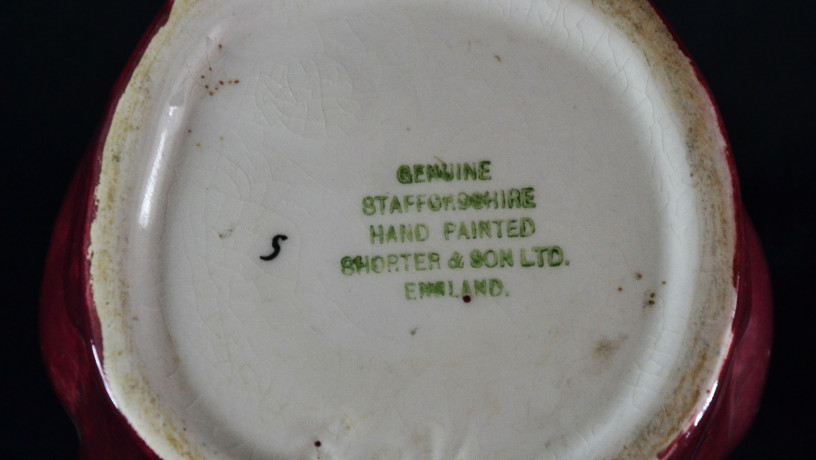 GENUINE
STAFFORDSHIRE
HAND PAINTED
SHORTER & SON LTD.
ENGLAND.
S